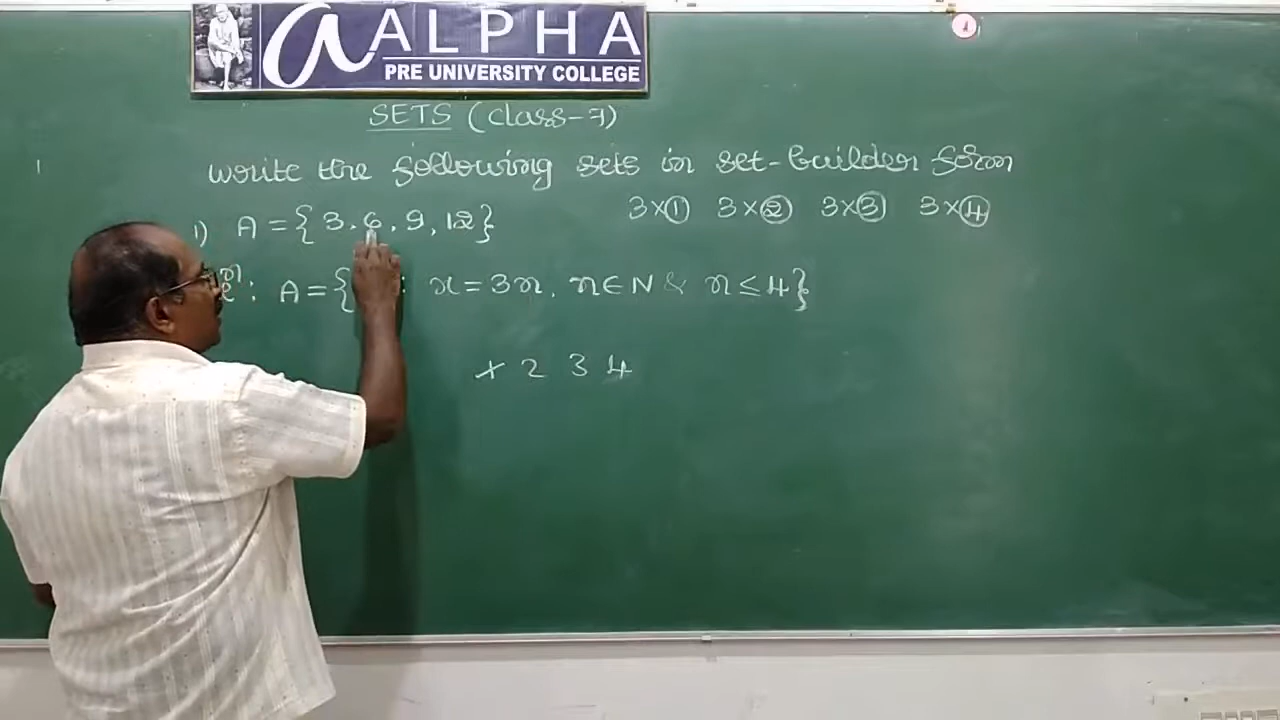 a ALPHA
PRE UNIVERSITY COLLEGE
SETS (class-7)
write the following sets in set-builder form
3×① 3×② 3×③ 3×④
1) A = { 3, 6, 9, 12 }
: A = { : x = 3n, n ∈ N & n ≤ 4 }
2 3 4